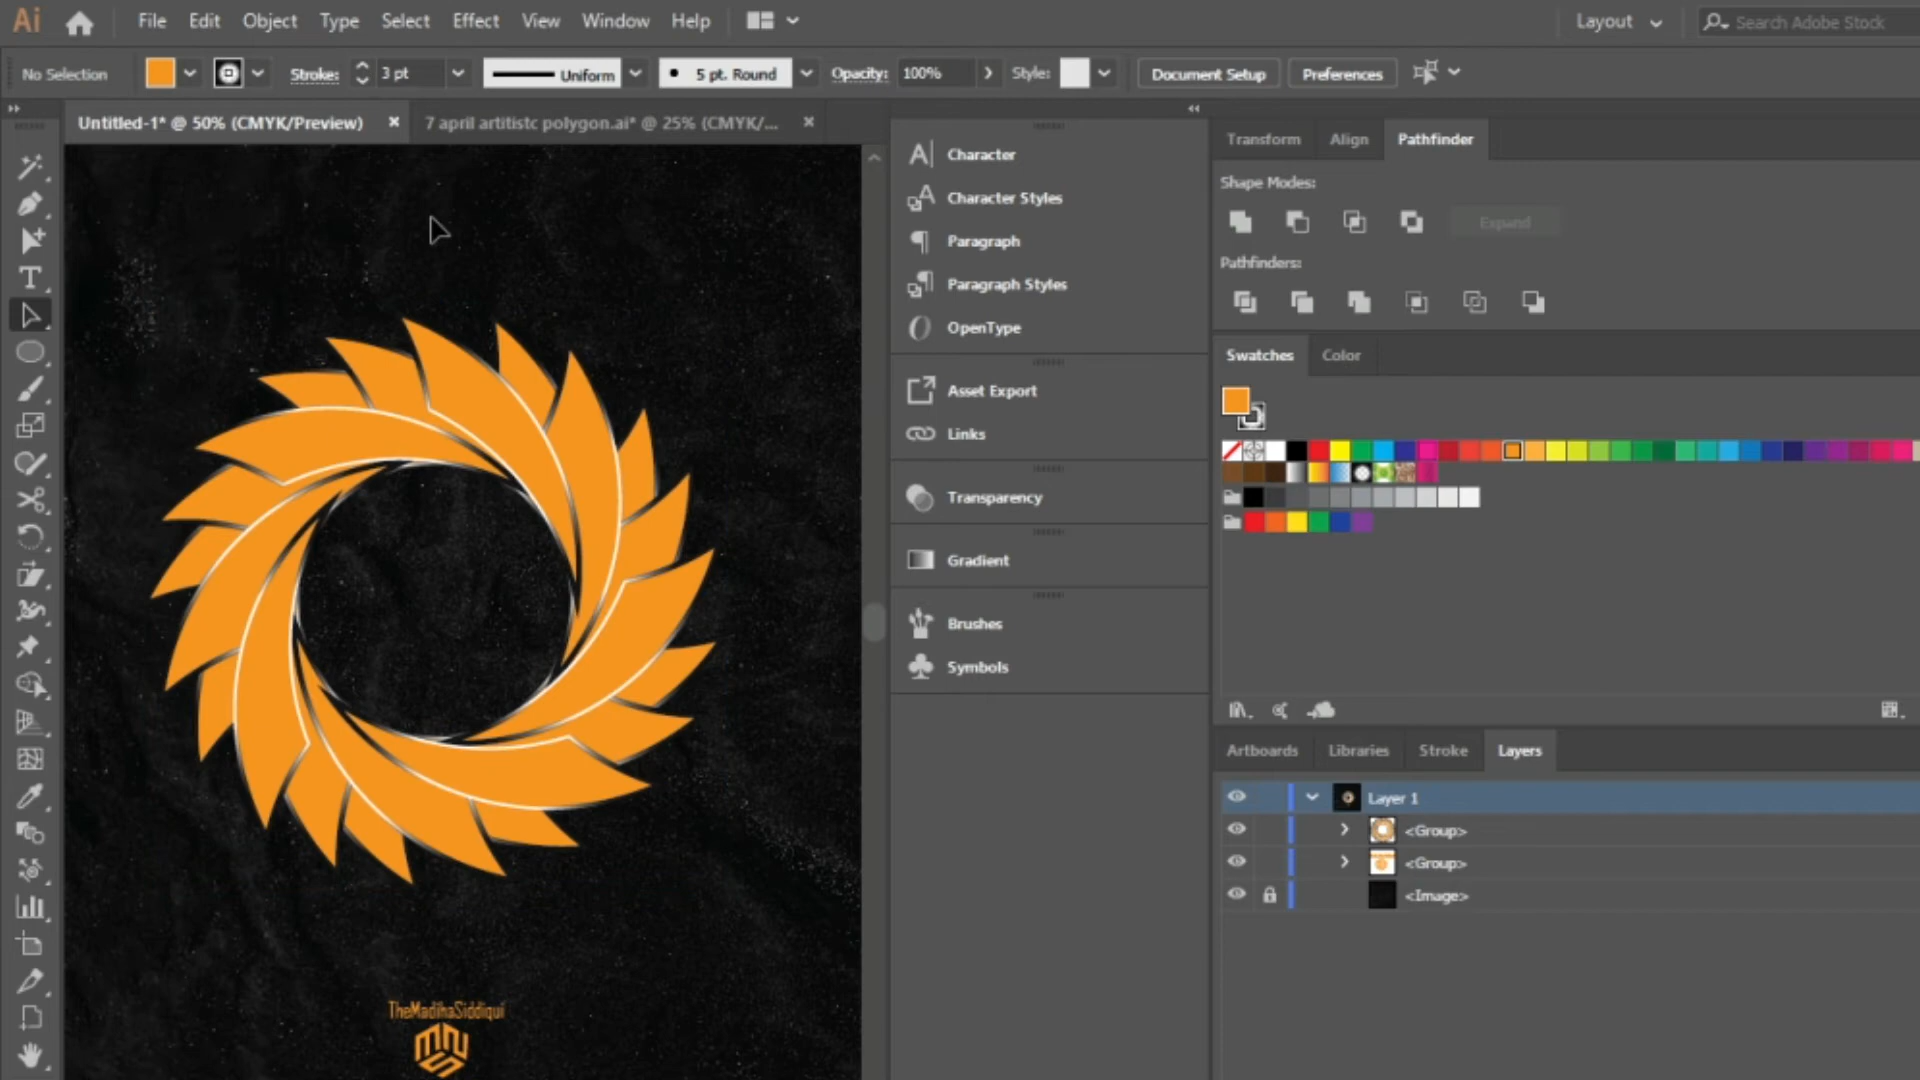 Ai File Edit Object Type Select Effect View Window Help Layout Search Adobe Stock
No Selection Stroke: 3 pt Uniform 5 pt. Round Opacity: 100% Style: Document Setup Preferences
Untitled-1* @ 50% (CMYK/Preview) × 7 april artitistc polygon.ai* @ 25% (CMYK/... ×
Character
Character Styles
Paragraph
Paragraph Styles
OpenType
Asset Export
Links
Transparency
Gradient
Brushes
Symbols
Transform Align Pathfinder
Shape Modes:
Expand
Pathfinders:
Swatches Color
Artboards Libraries Stroke Layers
Layer 1
<Group>
<Group>
<Image>
TheMadihaSiddiqui